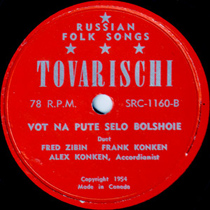 RUSSIAN
FOLK SONGS
TOVARISCHI
78 R.P.M. SRC-1160-B
VOT NA PUTE SELO BOLSHOIE
Duet
FRED ZIBIN FRANK KONKEN
ALEX KONKEN, Accordionist
Copyright 1954
Made in Canada